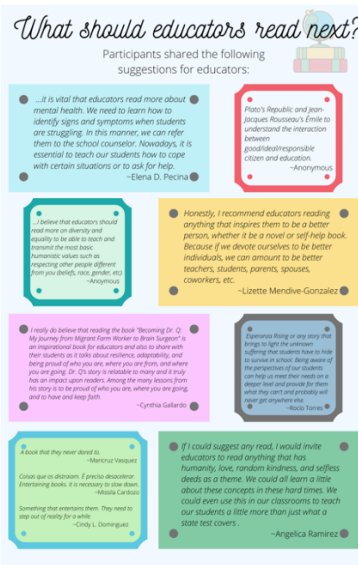 What should educators read next?
Participants shared the following
suggestions for educators:
...it is vital that educators read more about
mental health. We need to learn how to
identify signs and symptoms when students
are struggling. In this manner, we can refer
them to the school counselor. Nowadays, it is
essential to teach our students how to cope
with certain situations or to ask for help.
~Elena D. Pecina
Plato's Republic and Jean-
Jacques Rousseau's Émile to
understand the interaction
between
good/ideal/responsible
citizen and education.
~Anonymous
...I believe that educators should
read more on diversity and
equality to be able to teach and
transmit the most basic
humanistic values such as
respecting other people different
from you (beliefs, race, gender, etc)
~Anoymous
Honestly, I recommend educators reading
anything that inspires them to be a better
person, whether it be a novel or self-help book.
Because if we devote ourselves to be better
individuals, we can amount to be better
teachers, students, parents, spouses,
coworkers, etc.
~Lizette Mendive-Gonzalez
I really do believe that reading the book "Becoming Dr. Q:
My Journey from Migrant Farm Worker to Brain Surgeon" is
an inspirational book for educators and also to share with
their students as it talks about resilience, adaptability, and
being proud of who you are, where you are from, and where
you are going. Dr. Q's story is relatable to many and truly
has an impact upon readers. Among the many lessons from
his story is to be proud of who you are, where you are going,
and to have and keep faith.
~Cynthia Gallardo
Esperanza Rising or any story that
brings to light the unknown
suffering that students have to hide
to survive in school. Being aware of
the perspectives of our students
can help us meet their needs on a
deeper level and provide for them
what they can't and probably will
never get anywhere else.
~Rocío Torres
A book that they never dared to.
~Maricruz Vasquez
Coisas que os distraiam. É preciso desacelerar.
Entertaining books. It is necessary to slow down.
~Missila Cardozo
Something that entertains them. They need to
step out of reality for a while.
~Cindy L. Dominguez
If I could suggest any read, I would invite
educators to read anything that has
humanity, love, random kindness, and selfless
deeds as a theme. We could all learn a little
about these concepts in these hard times. We
could even use this in our classrooms to teach
our students a little more than just what a
state test covers .
~Angelica Ramirez